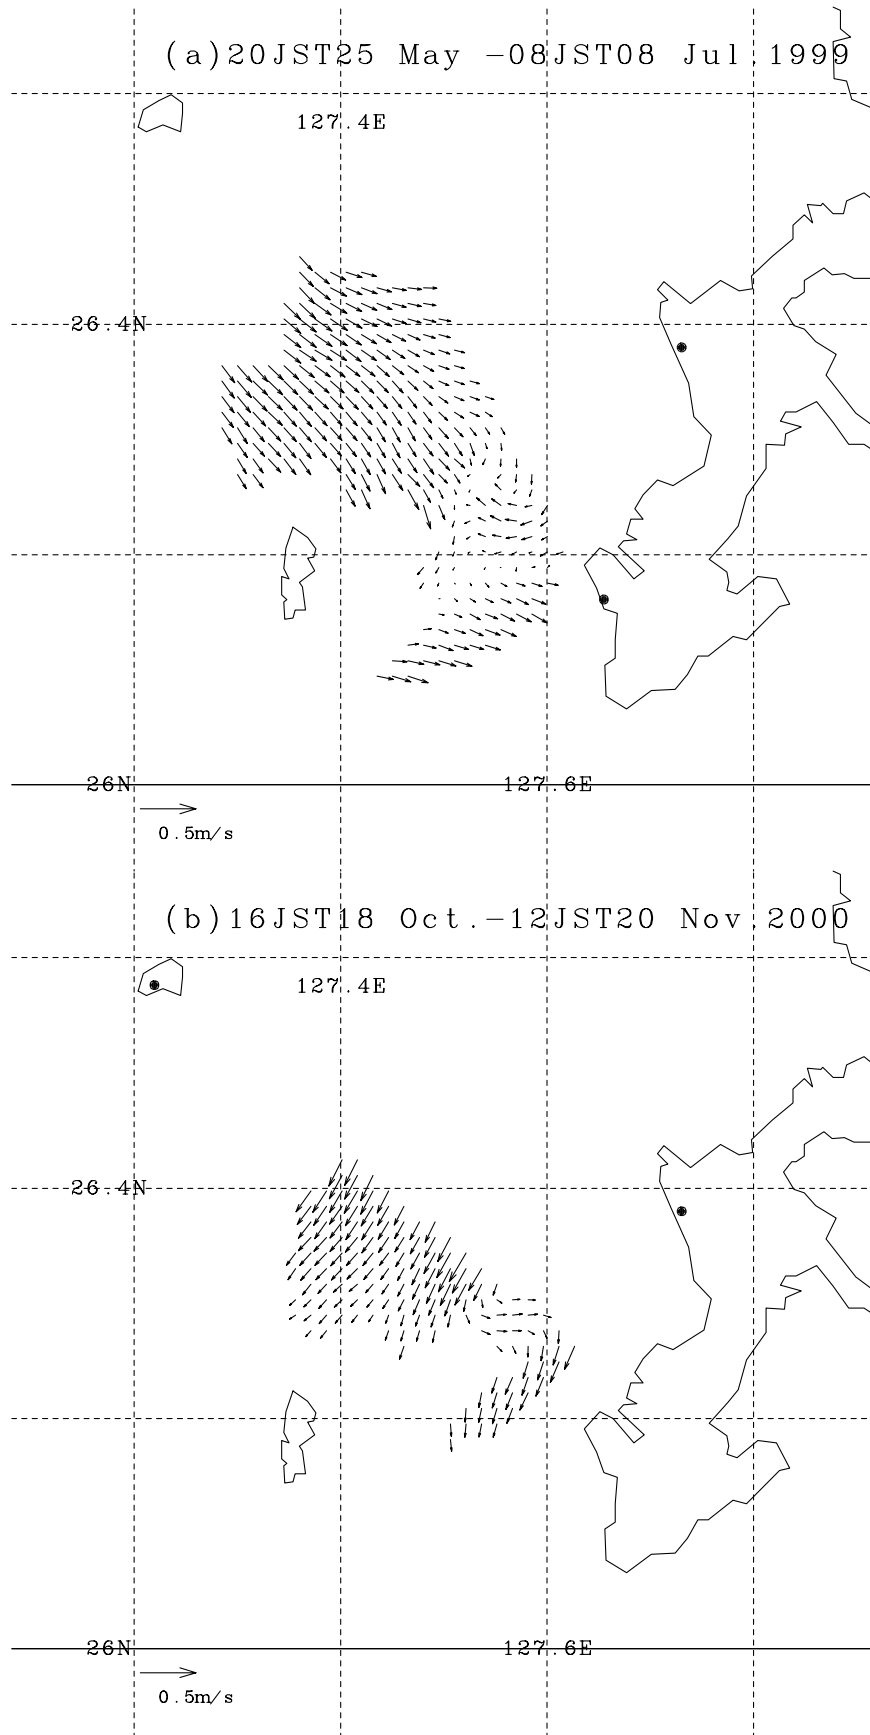 (a)20JST25 May -08JST08 Jul.1999
127.4E
26.4N
26N
127.6E
0.5m/s
(b)16JST18 Oct.-12JST20 Nov.2000
127.4E
26.4N
26N
127.6E
0.5m/s